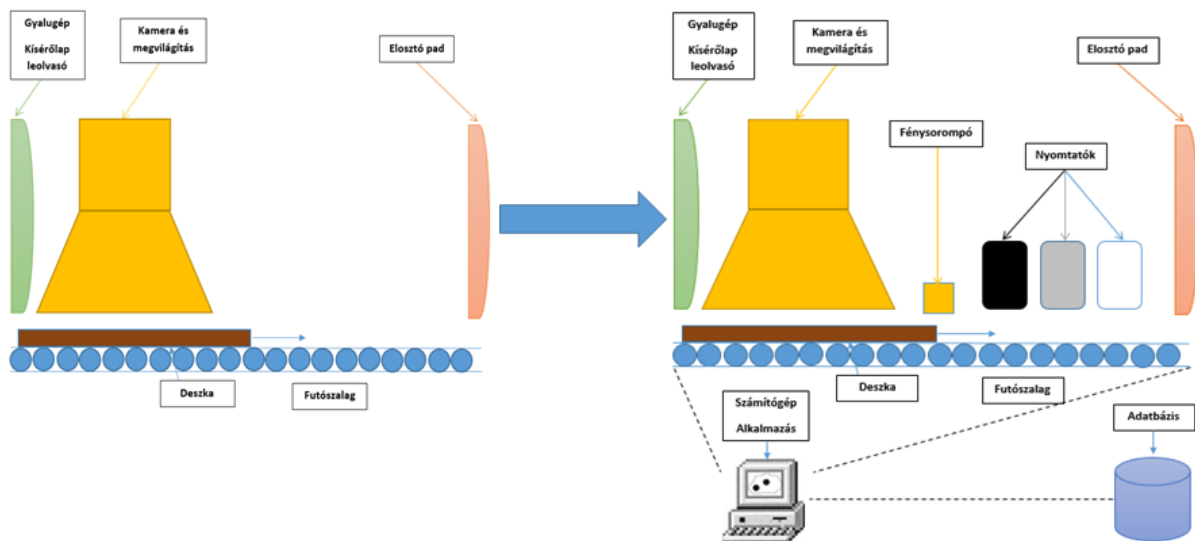 Gyalugép
Kísérőlap
leolvasó
Kamera és
megvilágítás
Elosztó pad
Deszka
Futószalag
Gyalugép
Kísérőlap
leolvasó
Kamera és
megvilágítás
Elosztó pad
Fénysorompó
Nyomtatók
Deszka
Futószalag
Számítógép
Alkalmazás
Adatbázis